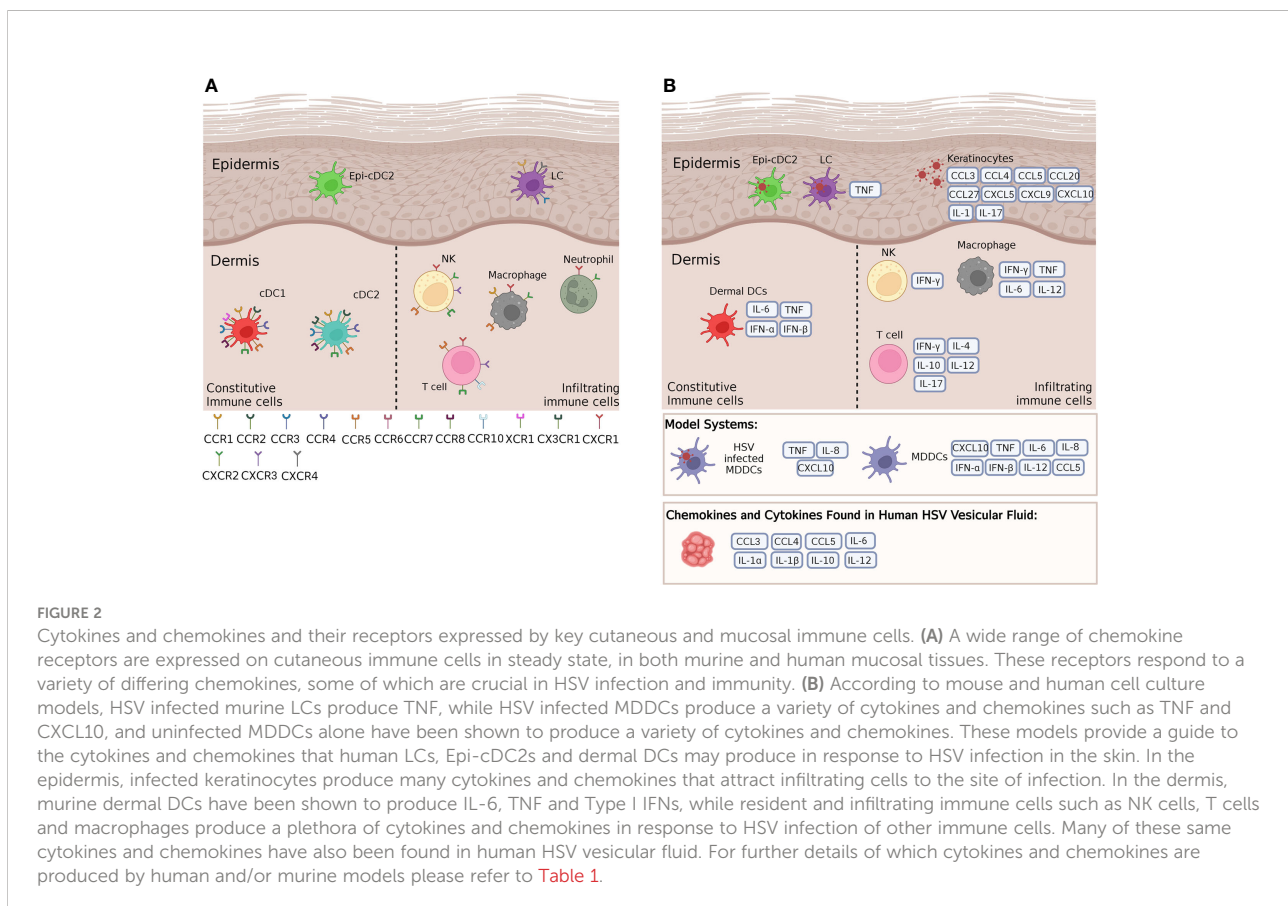 A
Epidermis
Epi-cDC2
LC
Dermis
cDC1
cDC2
NK
Macrophage
Neutrophil
T cell
Constitutive
Immune cells
Infiltrating
immune cells
CCR1 CCR2 CCR3 CCR4 CCR5 CCR6 CCR7 CCR8 CCR10 XCR1 CX3CR1 CXCR1
CXCR2 CXCR3 CXCR4
B
Epidermis
Epi-cDC2
LC
TNF
Keratinocytes
CCL3 CCL4 CCL5 CCL20
CCL27 CXCL5 CXCL9 CXCL10
IL-1 IL-17
Dermis
Dermal DCs
IL-6 TNF
IFN-α IFN-β
NK
IFN-γ
Macrophage
IFN-γ TNF
IL-6 IL-12
T cell
IFN-γ IL-4
IL-10 IL-12
IL-17
Constitutive
Immune cells
Infiltrating
immune cells
Model Systems:
HSV
infected
MDDCs
TNF IL-8
CXCL10
MDDCs
CXCL10 TNF IL-6 IL-8
IFN-α IFN-β IL-12 CCL5
Chemokines and Cytokines Found in Human HSV Vesicular Fluid:
CCL3 CCL4 CCL5 IL-6
IL-1α IL-1β IL-10 IL-12
FIGURE 2
Cytokines and chemokines and their receptors expressed by key cutaneous and mucosal immune cells. (A) A wide range of chemokine
receptors are expressed on cutaneous immune cells in steady state, in both murine and human mucosal tissues. These receptors respond to a
variety of differing chemokines, some of which are crucial in HSV infection and immunity. (B) According to mouse and human cell culture
models, HSV infected murine LCs produce TNF, while HSV infected MDDCs produce a variety of cytokines and chemokines such as TNF and
CXCL10, and uninfected MDDCs alone have been shown to produce a variety of cytokines and chemokines. These models provide a guide to
the cytokines and chemokines that human LCs, Epi-cDC2s and dermal DCs may produce in response to HSV infection in the skin. In the
epidermis, infected keratinocytes produce many cytokines and chemokines that attract infiltrating cells to the site of infection. In the dermis,
murine dermal DCs have been shown to produce IL-6, TNF and Type I IFNs, while resident and infiltrating immune cells such as NK cells, T cells
and macrophages produce a plethora of cytokines and chemokines in response to HSV infection of other immune cells. Many of these same
cytokines and chemokines have also been found in human HSV vesicular fluid. For further details of which cytokines and chemokines are
produced by human and/or murine models please refer to Table 1.